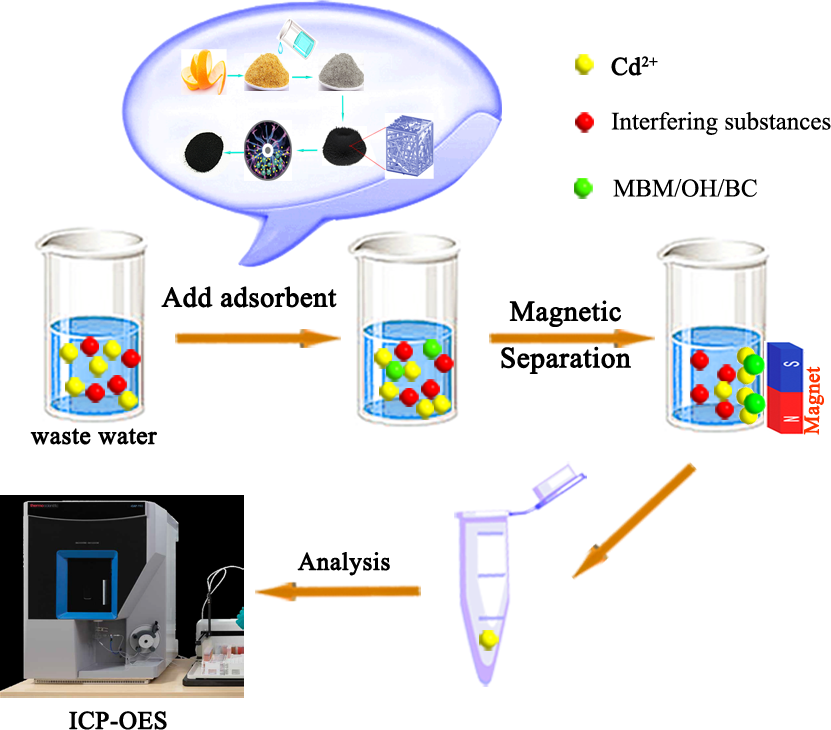 Cd²⁺
Interfering substances
MBM/OH/BC
Add adsorbent
Magnetic
Separation
waste water
S
N
Magnet
Analysis
ICP-OES